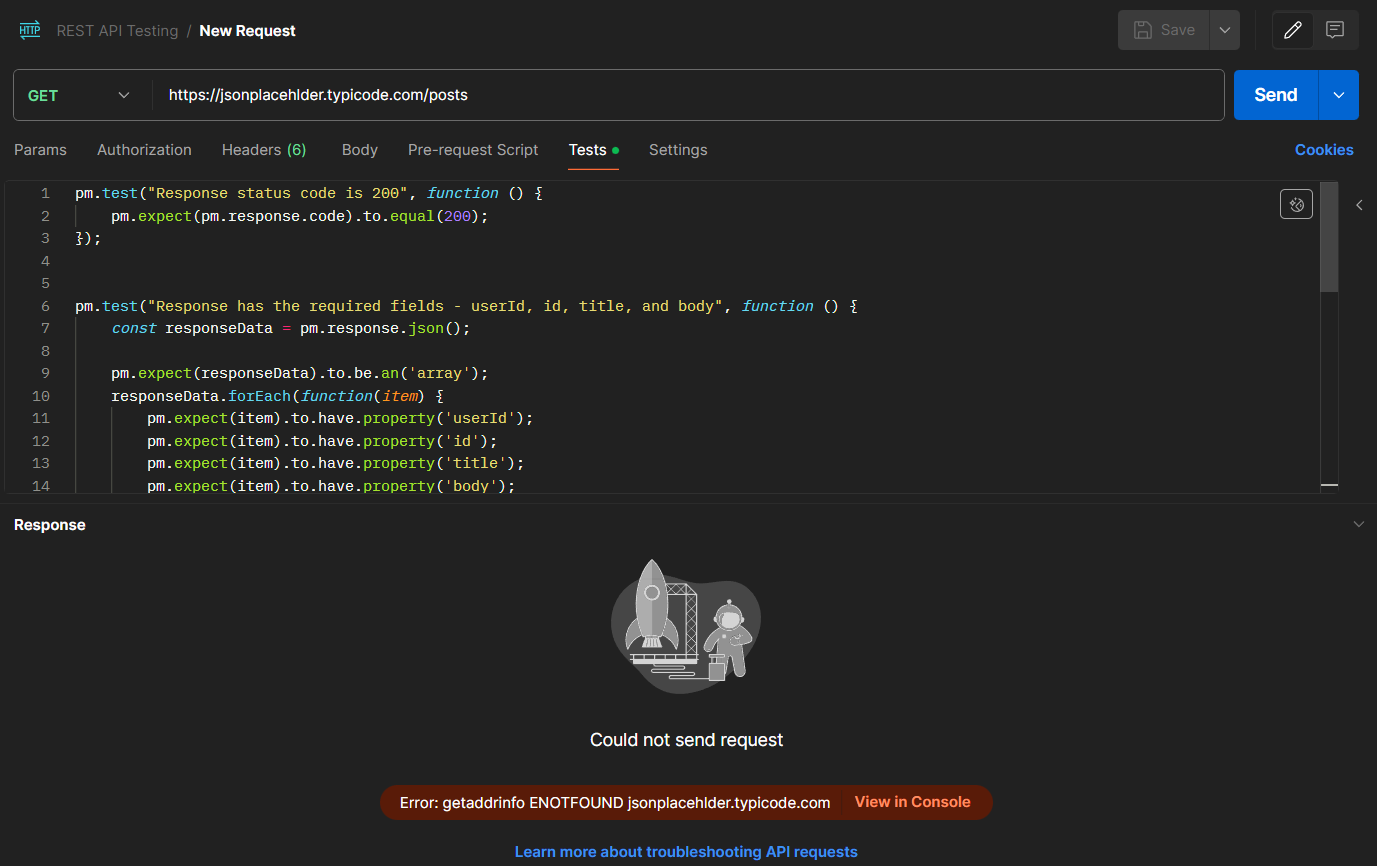 HTTP REST API Testing / New Request Save
GET https://jsonplacehlder.typicode.com/posts Send
Params Authorization Headers (6) Body Pre-request Script Tests Settings Cookies
1 pm.test("Response status code is 200", function () {
2 pm.expect(pm.response.code).to.equal(200);
3 });
4
5
6 pm.test("Response has the required fields - userId, id, title, and body", function () {
7 const responseData = pm.response.json();
8
9 pm.expect(responseData).to.be.an('array');
10 responseData.forEach(function(item) {
11 pm.expect(item).to.have.property('userId');
12 pm.expect(item).to.have.property('id');
13 pm.expect(item).to.have.property('title');
14 pm.expect(item).to.have.property('body');
Response
Could not send request
Error: getaddrinfo ENOTFOUND jsonplacehlder.typicode.com View in Console
Learn more about troubleshooting API requests